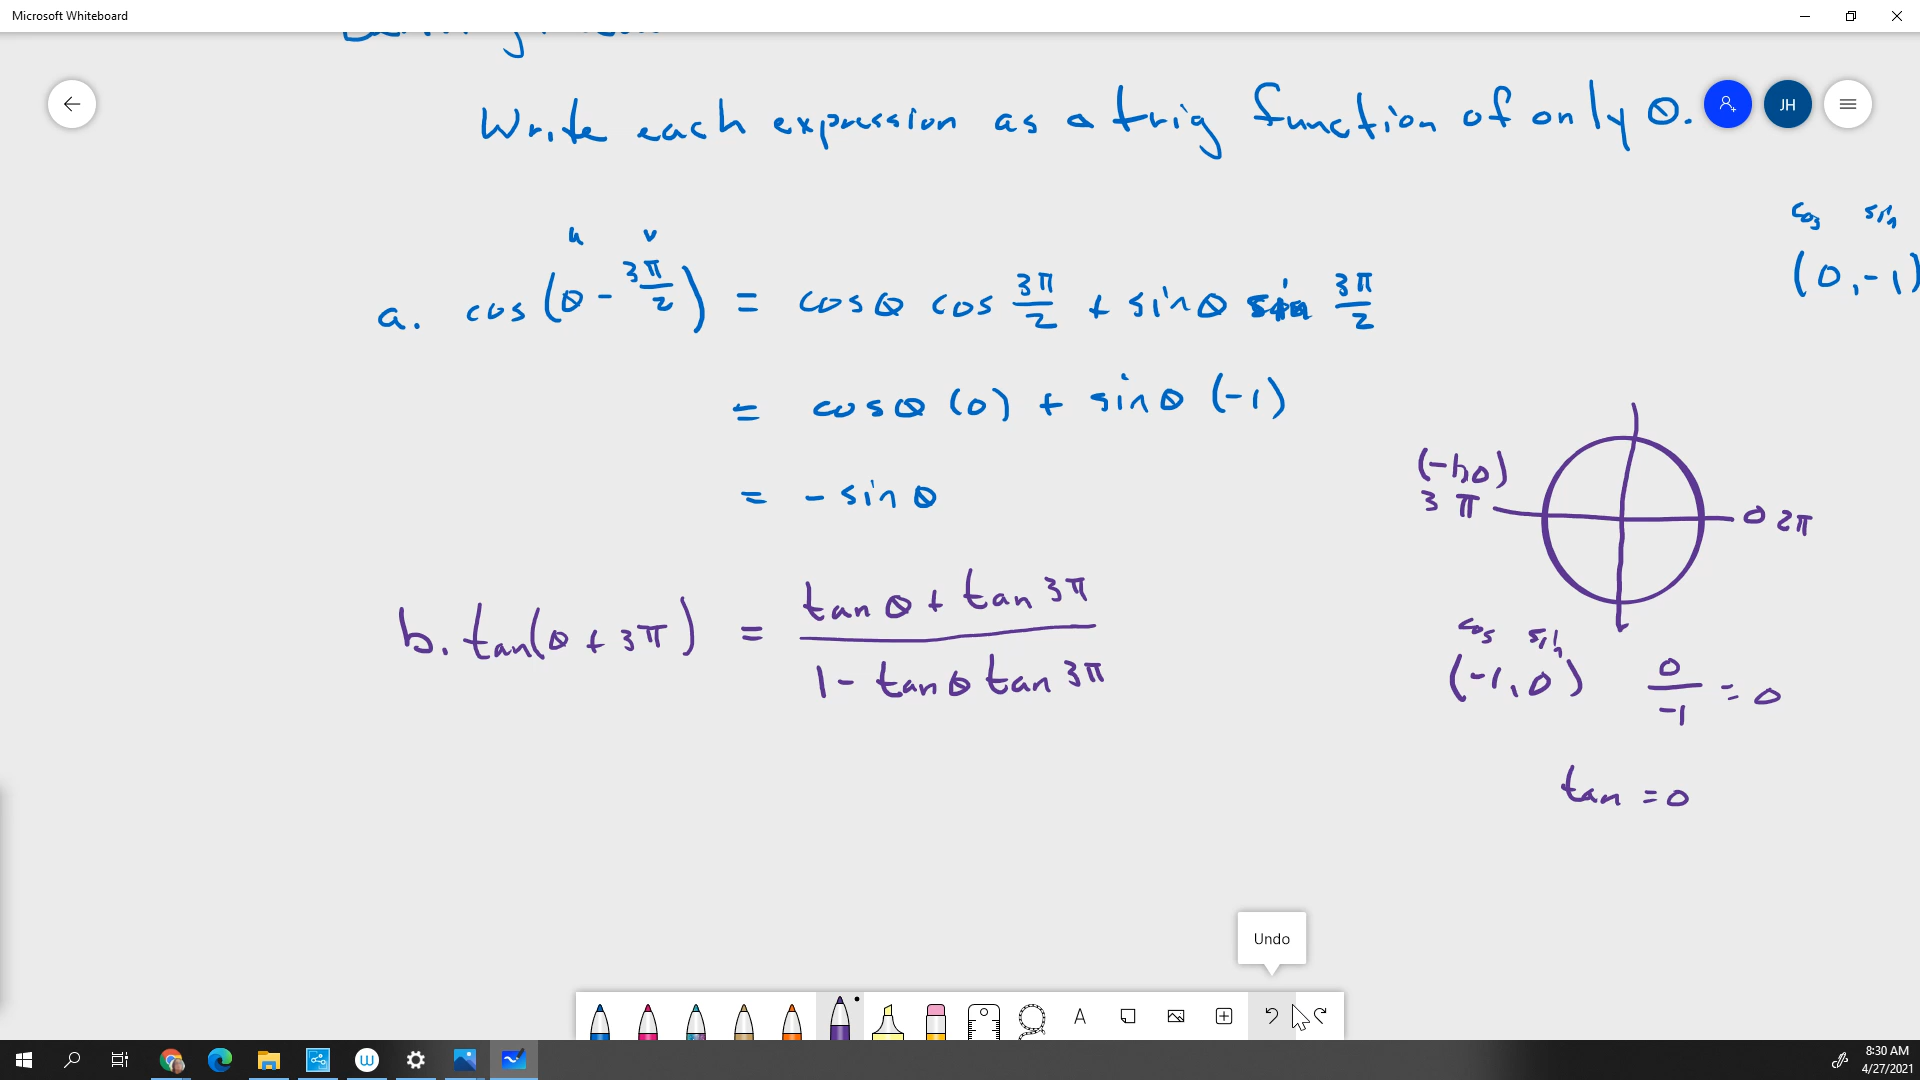 Microsoft Whiteboard
Write each expression as a trig function of only θ.
JH
cos sin
(0, -1)
u v
a. cos(θ - 3π/2) = cosθ cos 3π/2 + sinθ sin 3π/2
= cosθ (0) + sinθ (-1)
= - sinθ
(-1,0)
3π 0 2π
b. tan(θ + 3π) = (tanθ + tan 3π)/(1 - tanθ tan 3π)
cos sin
(-1, 0) 0/-1 = 0
tan = 0
Undo
A
8:30 AM
4/27/2021